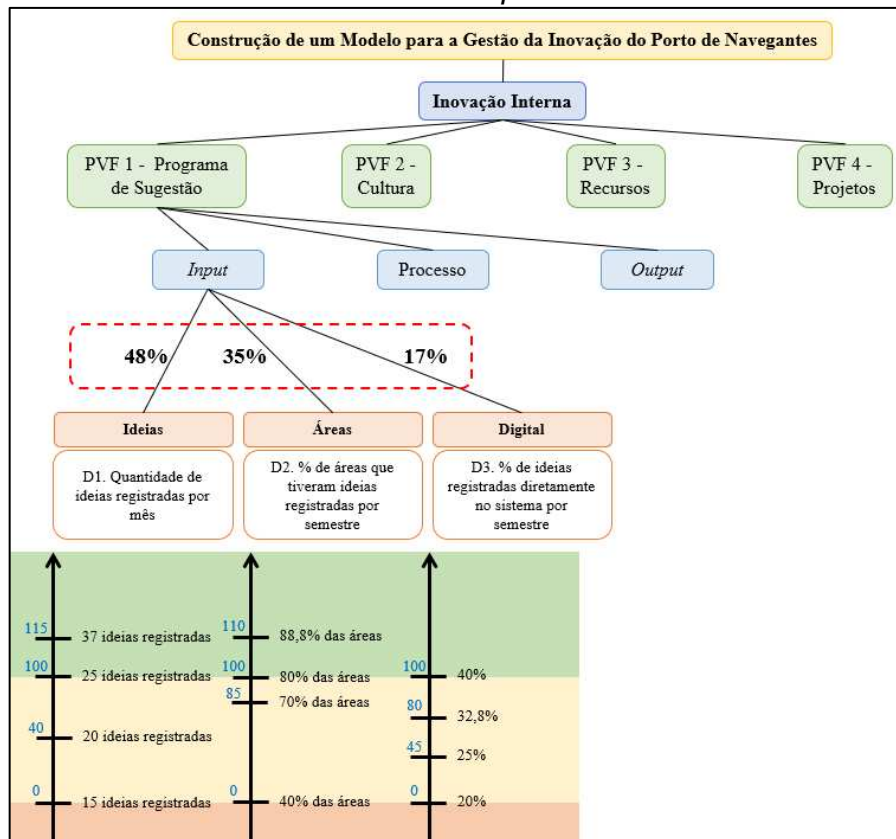 Construção de um Modelo para a Gestão da Inovação do Porto de Navegantes
Inovação Interna
PVF 1 - Programa
de Sugestão
PVF 2 -
Cultura
PVF 3 -
Recursos
PVF 4 -
Projetos
Input
Processo
Output
48%
35%
17%
Ideias
Áreas
Digital
D1. Quantidade de
ideias registradas por
mês
D2. % de áreas que
tiveram ideias
registradas por
semestre
D3. % de ideias
registradas diretamente
no sistema por
semestre
115 37 ideias registradas
100 25 ideias registradas
40 20 ideias registradas
0 15 ideias registradas
110 88,8% das áreas
100 80% das áreas
85 70% das áreas
0 40% das áreas
100 40%
80 32,8%
45 25%
0 20%